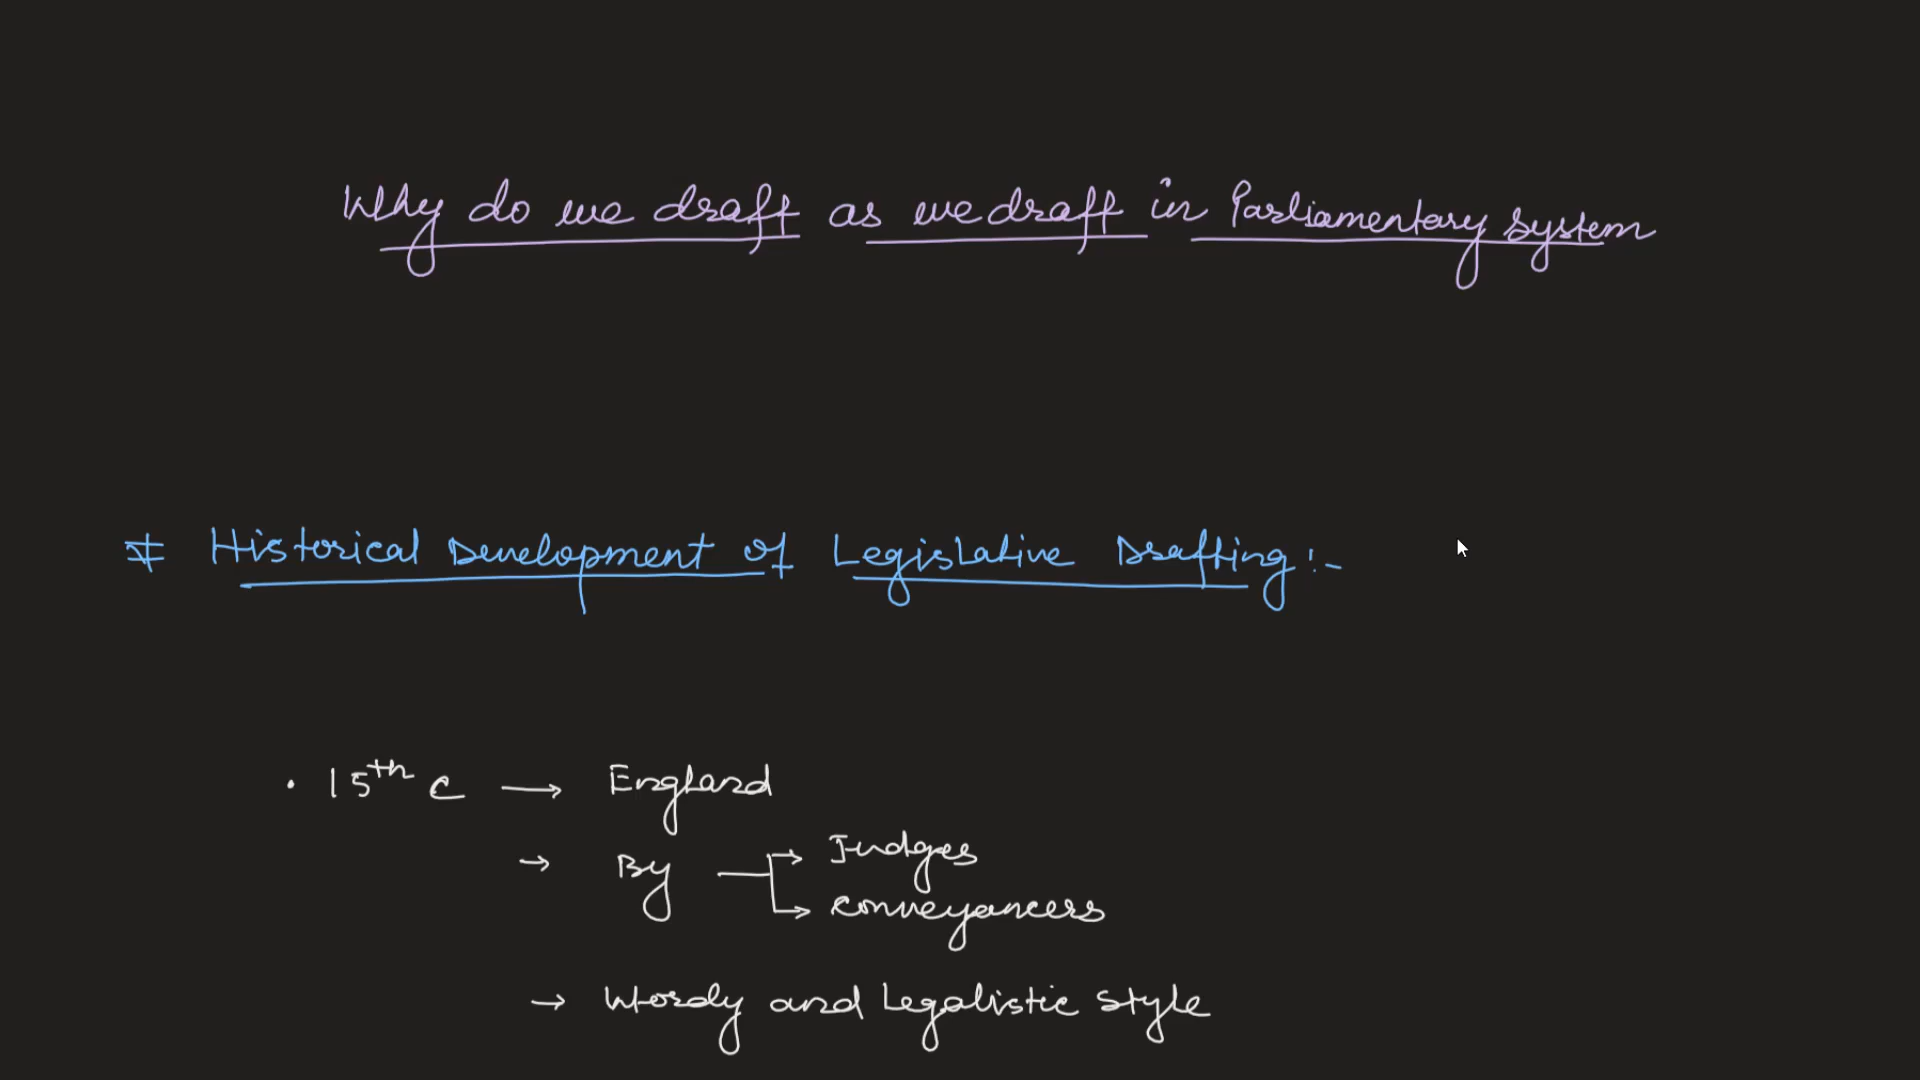 Why do we draft as we draft in Parliamentary System
# Historical Development of Legislative Drafting :-
• 15th C → England
→ By → Judges
→ Conveyancers
→ Wordy and Legalistic style